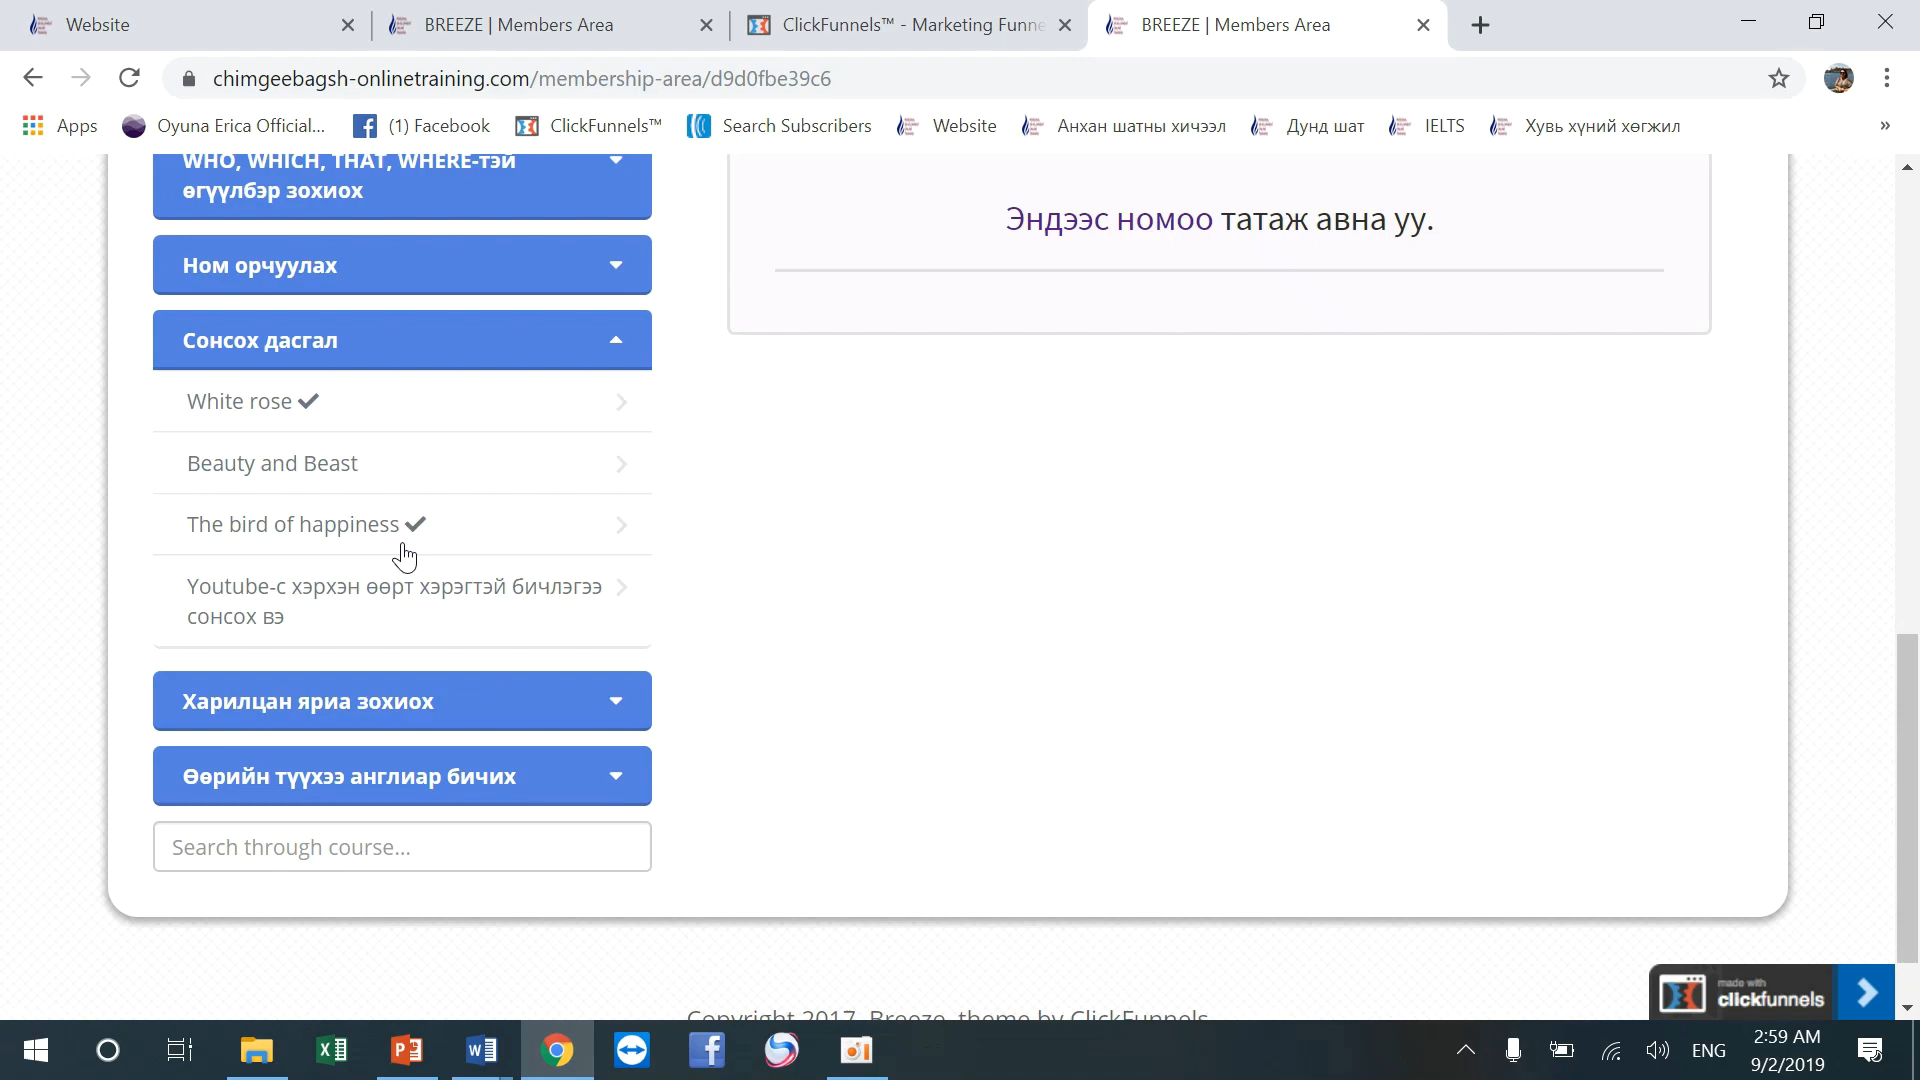 Website
BREEZE | Members Area
ClickFunnels™ - Marketing Funne
BREEZE | Members Area
chimgeebagsh-onlinetraining.com/membership-area/d9d0fbe39c6
Apps
Oyuna Erica Official...
(1) Facebook
ClickFunnels™
Search Subscribers
Website
Анхан шатны хичээл
Дунд шат
IELTS
Хувь хүний хөгжил
»
WHO, WHICH, THAT, WHERE-тэй
өгүүлбэр зохиох
Ном орчуулах
Сонсох дасгал
White rose
Beauty and Beast
The bird of happiness
Youtube-с хэрхэн өөрт хэрэгтэй бичлэгээ
сонсох вэ
Харилцан яриа зохиох
Өөрийн түүхээ англиар бичих
Search through course...
Эндээс номоо татаж авна уу.
made with
clickfunnels
Copyright 2017. Breeze, theme by ClickFunnels
ENG
2:59 AM
9/2/2019